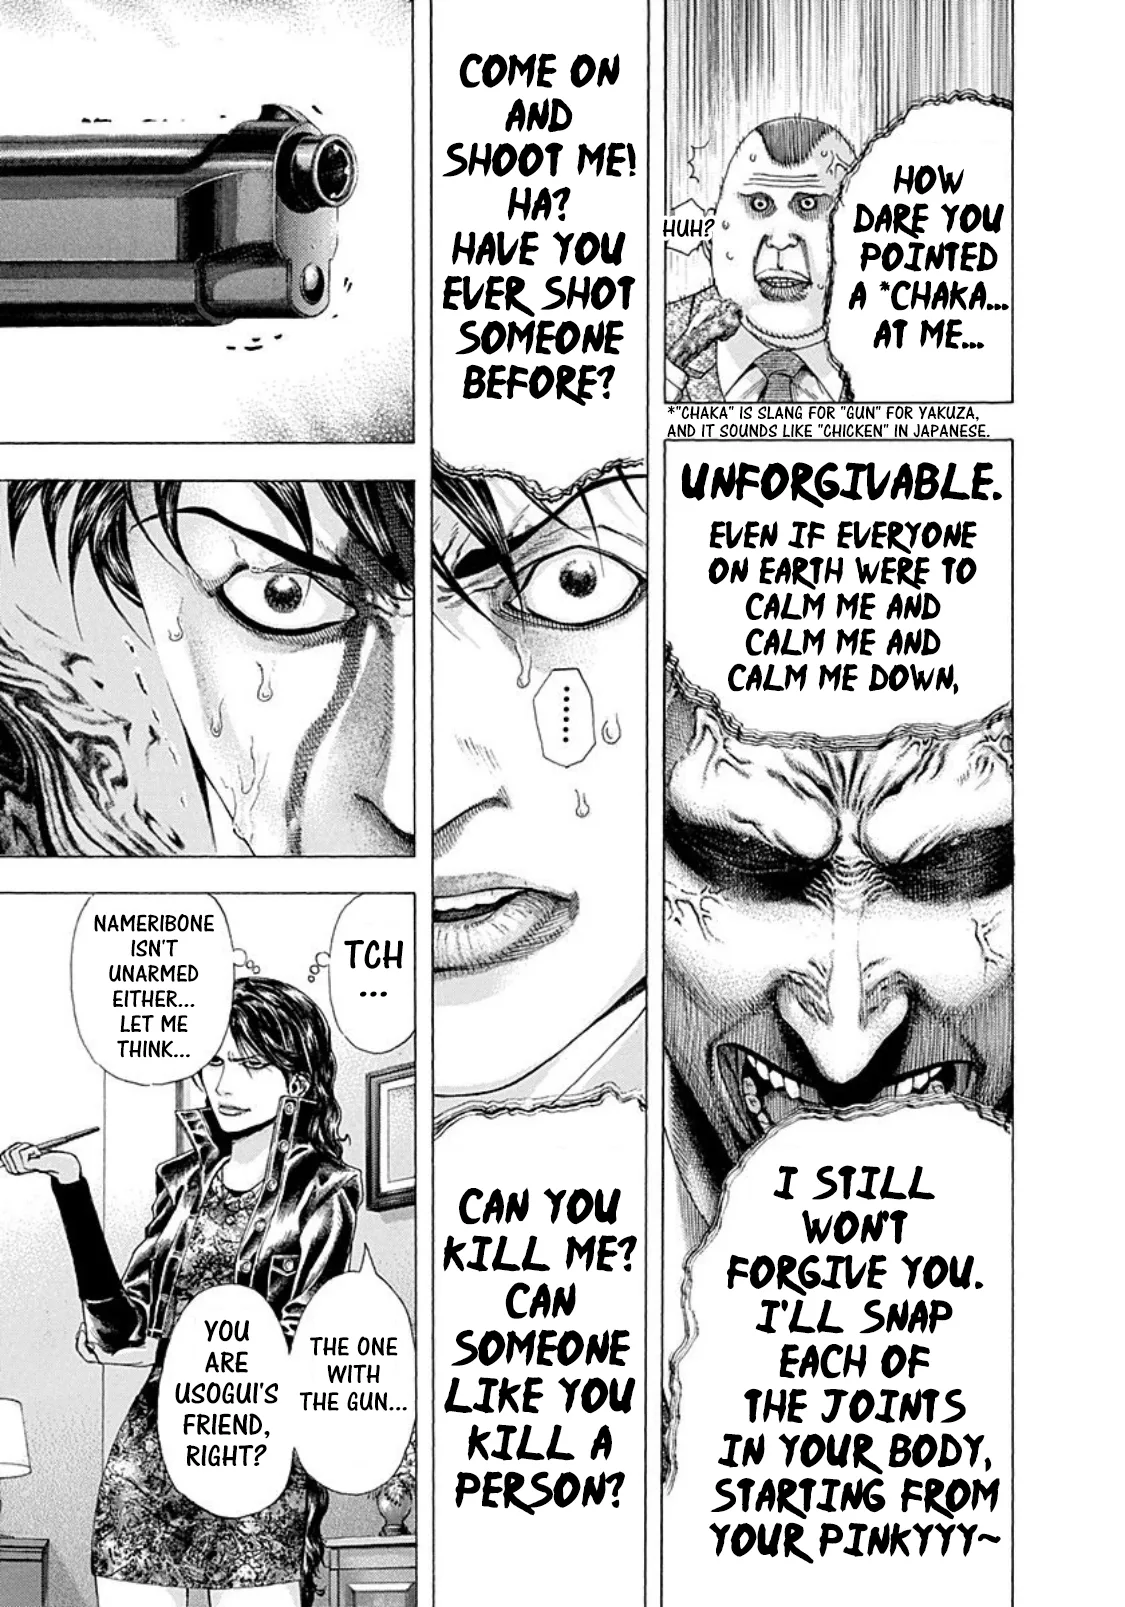 HOW
DARE YOU
POINTED
A *CHAKA...
AT ME...
HUH?
*"CHAKA" IS SLANG FOR "GUN" FOR YAKUZA,
AND IT SOUNDS LIKE "CHICKEN" IN JAPANESE.
UNFORGIVABLE.
EVEN IF EVERYONE
ON EARTH WERE TO
CALM ME AND
CALM ME AND
CALM ME DOWN,
I STILL
WON'T
FORGIVE YOU.
I'LL SNAP
EACH OF
THE JOINTS
IN YOUR BODY,
STARTING FROM
YOUR PINKYYY~
COME ON
AND
SHOOT ME!
HA?
HAVE YOU
EVER SHOT
SOMEONE
BEFORE?
.......
CAN YOU
KILL ME?
CAN
SOMEONE
LIKE YOU
KILL A
PERSON?
TCH
...
NAMERIBONE
ISN'T
UNARMED
EITHER...
LET ME
THINK...
THE ONE
WITH
THE GUN...
YOU
ARE
USOGUI'S
FRIEND,
RIGHT?